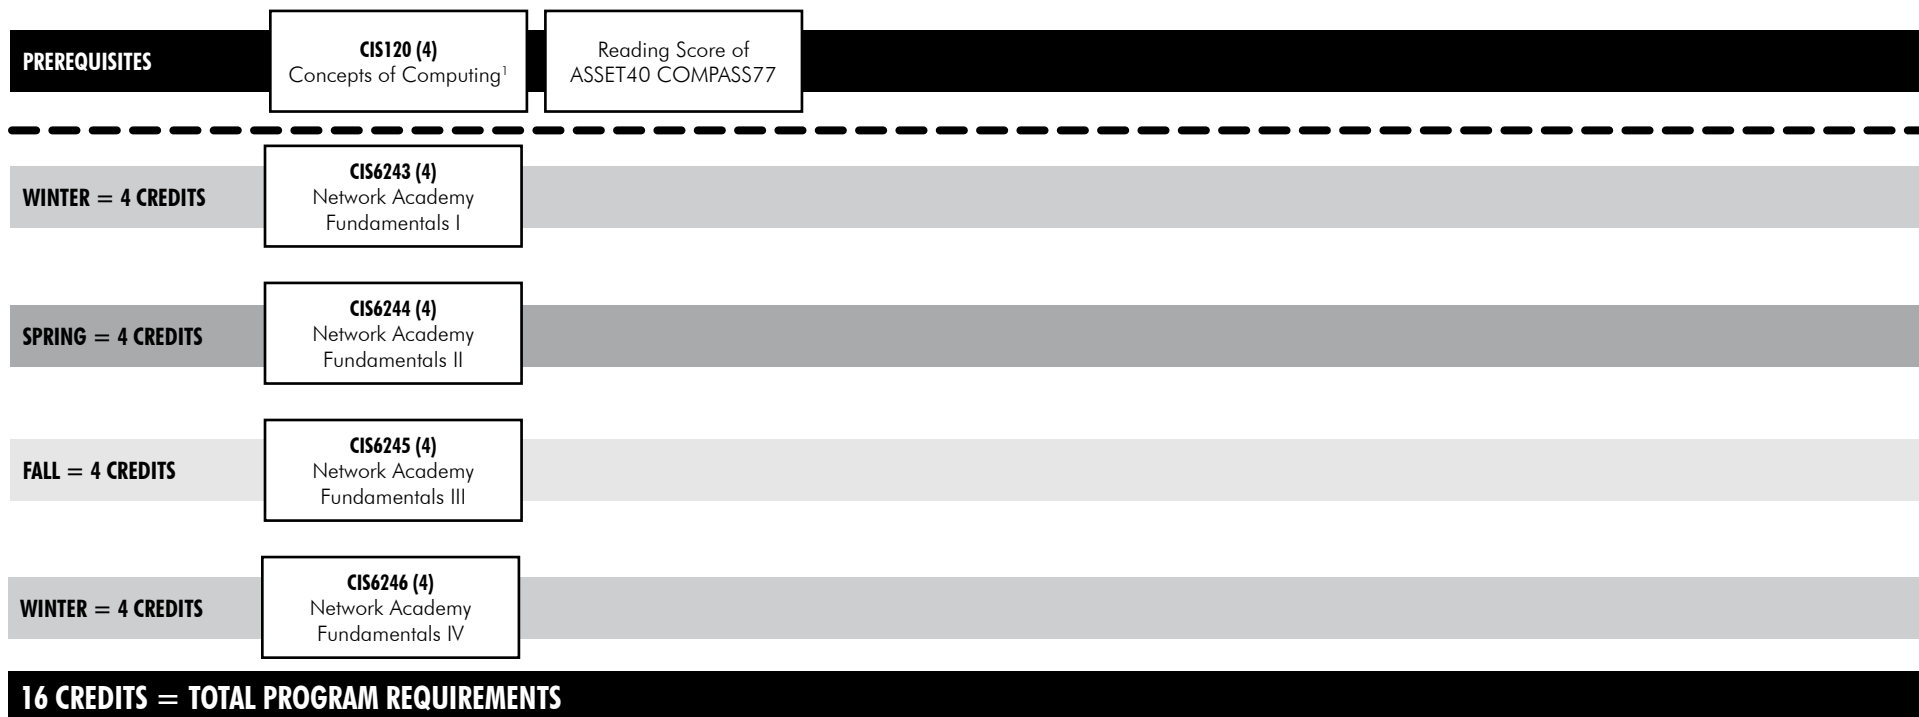 PREREQUISITES
CIS120 (4)
Concepts of Computing¹
Reading Score of
ASSET40 COMPASS77
WINTER = 4 CREDITS
CIS6243 (4)
Network Academy
Fundamentals I
SPRING = 4 CREDITS
CIS6244 (4)
Network Academy
Fundamentals II
FALL = 4 CREDITS
CIS6245 (4)
Network Academy
Fundamentals III
WINTER = 4 CREDITS
CIS6246 (4)
Network Academy
Fundamentals IV
16 CREDITS = TOTAL PROGRAM REQUIREMENTS